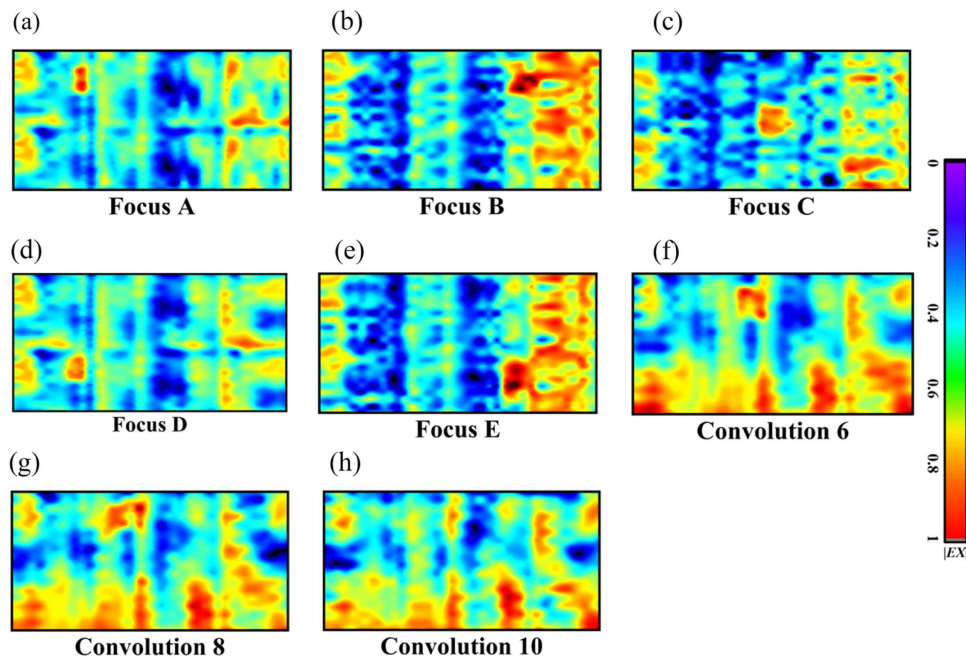 (a)
(b)
(c)
Focus A
Focus B
Focus C
(d)
(e)
(f)
Focus D
Focus E
Convolution 6
(g)
(h)
Convolution 8
Convolution 10
0
0.2
0.4
0.6
0.8
1
|EX